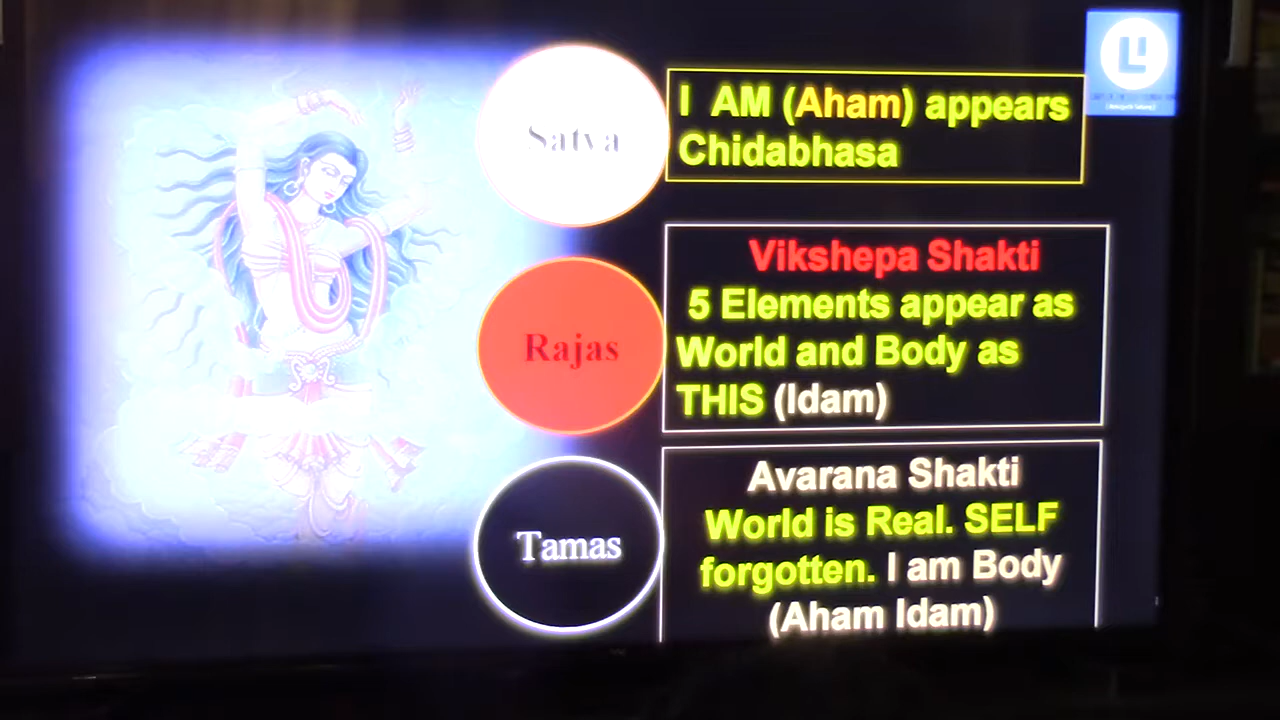 Satva
I AM (Aham) appears
Chidabhasa
Rajas
Vikshepa Shakti
5 Elements appear as
World and Body as
THIS (Idam)
Tamas
Avarana Shakti
World is Real. SELF
forgotten. I am Body
(Aham Idam)